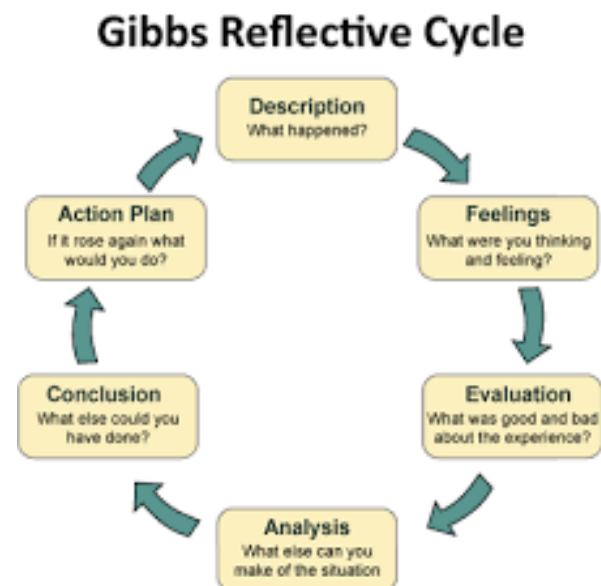 Gibbs Reflective Cycle
Description
What happened?
Feelings
What were you thinking
and feeling?
Evaluation
What was good and bad
about the experience?
Analysis
What else can you
make of the situation
Conclusion
What else could you
have done?
Action Plan
If it rose again what
would you do?